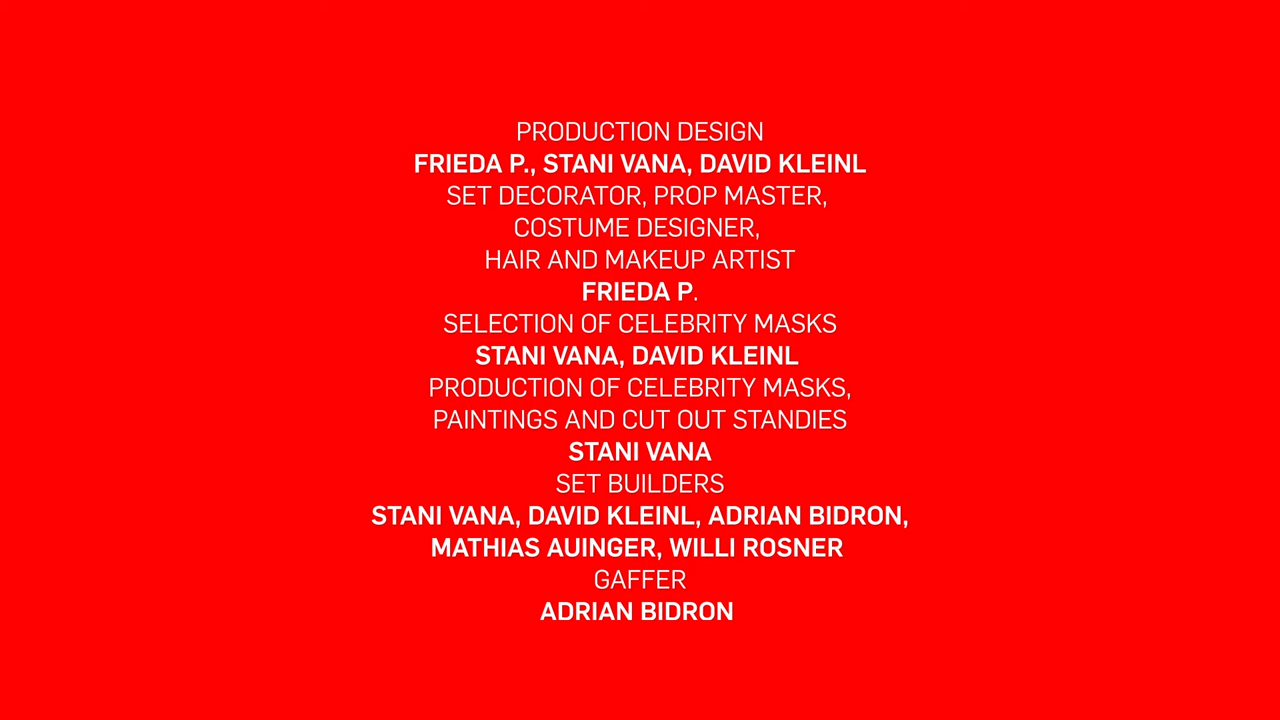 PRODUCTION DESIGN
FRIEDA P., STANI VANA, DAVID KLEINL
SET DECORATOR, PROP MASTER,
COSTUME DESIGNER,
HAIR AND MAKEUP ARTIST
FRIEDA P.
SELECTION OF CELEBRITY MASKS
STANI VANA, DAVID KLEINL
PRODUCTION OF CELEBRITY MASKS,
PAINTINGS AND CUT OUT STANDIES
STANI VANA
SET BUILDERS
STANI VANA, DAVID KLEINL, ADRIAN BIDRON,
MATHIAS AUINGER, WILLI ROSNER
GAFFER
ADRIAN BIDRON